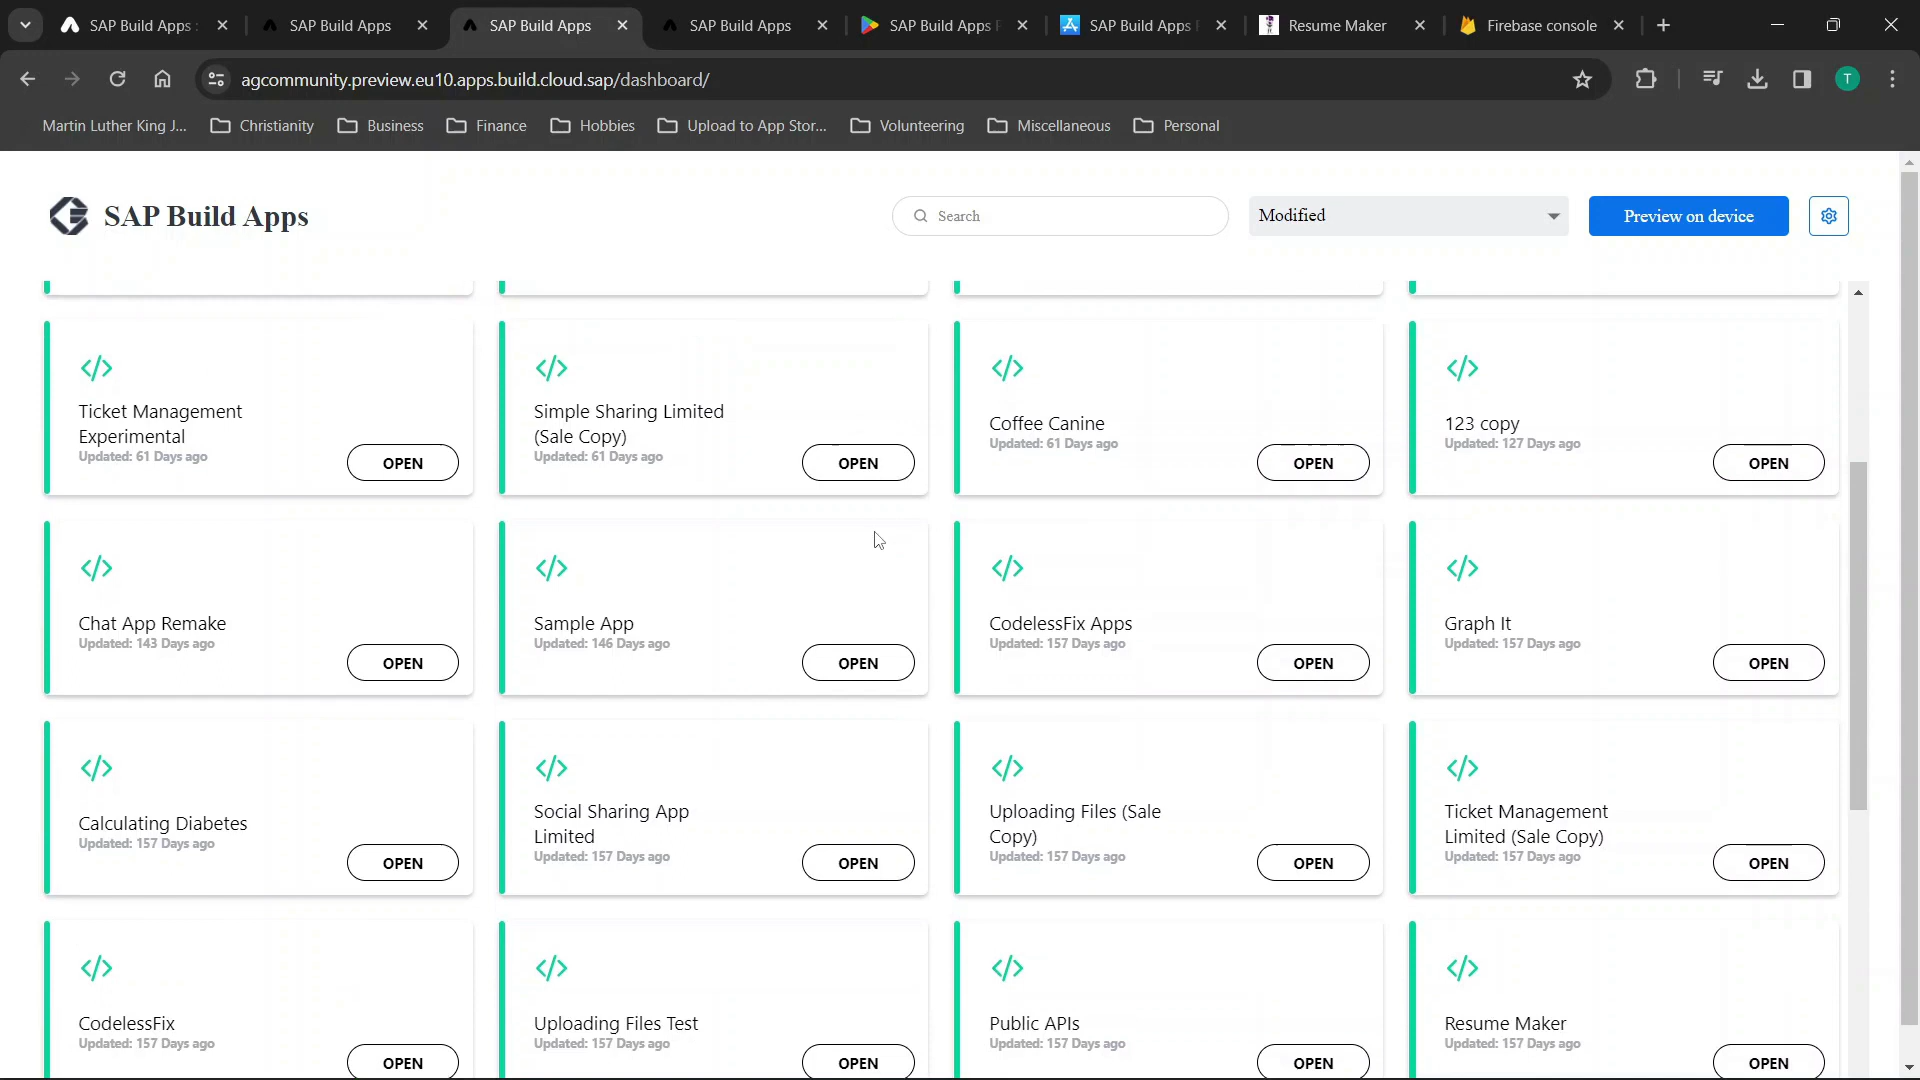 SAP Build Apps :
SAP Build Apps
SAP Build Apps
SAP Build Apps
SAP Build Apps P
SAP Build Apps P
Resume Maker
Firebase console
agcommunity.preview.eu10.apps.build.cloud.sap/dashboard/
T
Martin Luther King J...
Christianity
Business
Finance
Hobbies
Upload to App Stor...
Volunteering
Miscellaneous
Personal
SAP Build Apps
Search
Modified
Preview on device
Ticket Management
Experimental
Updated: 61 Days ago
OPEN
Simple Sharing Limited
(Sale Copy)
Updated: 61 Days ago
OPEN
Coffee Canine
Updated: 61 Days ago
OPEN
123 copy
Updated: 127 Days ago
OPEN
Chat App Remake
Updated: 143 Days ago
OPEN
Sample App
Updated: 146 Days ago
OPEN
CodelessFix Apps
Updated: 157 Days ago
OPEN
Graph It
Updated: 157 Days ago
OPEN
Calculating Diabetes
Updated: 157 Days ago
OPEN
Social Sharing App
Limited
Updated: 157 Days ago
OPEN
Uploading Files (Sale
Copy)
Updated: 157 Days ago
OPEN
Ticket Management
Limited (Sale Copy)
Updated: 157 Days ago
OPEN
CodelessFix
Updated: 157 Days ago
OPEN
Uploading Files Test
Updated: 157 Days ago
OPEN
Public APIs
Updated: 157 Days ago
OPEN
Resume Maker
Updated: 157 Days ago
OPEN